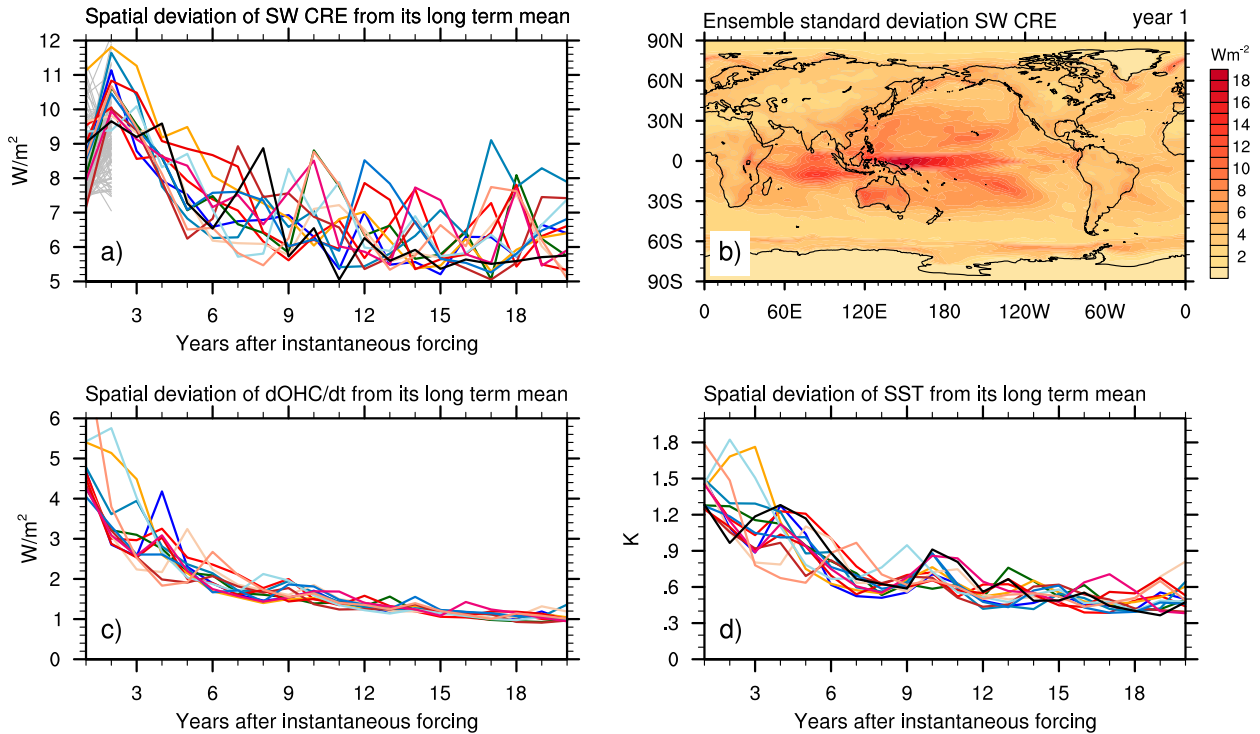 Spatial deviation of SW CRE from its long term mean
12
11
10
9
8
7
6
5
W/m²
a)
3 6 9 12 15 18
Years after instantaneous forcing
Ensemble standard deviation SW CRE year 1
90N
60N
30N
0
30S
60S
90S
b)
0 60E 120E 180 120W 60W 0
Wm⁻²
18
16
14
12
10
8
6
4
2
Spatial deviation of dOHC/dt from its long term mean
6
5
4
3
2
1
0
W/m²
c)
3 6 9 12 15 18
Years after instantaneous forcing
Spatial deviation of SST from its long term mean
1.8
1.5
1.2
.9
.6
.3
0
K
d)
3 6 9 12 15 18
Years after instantaneous forcing